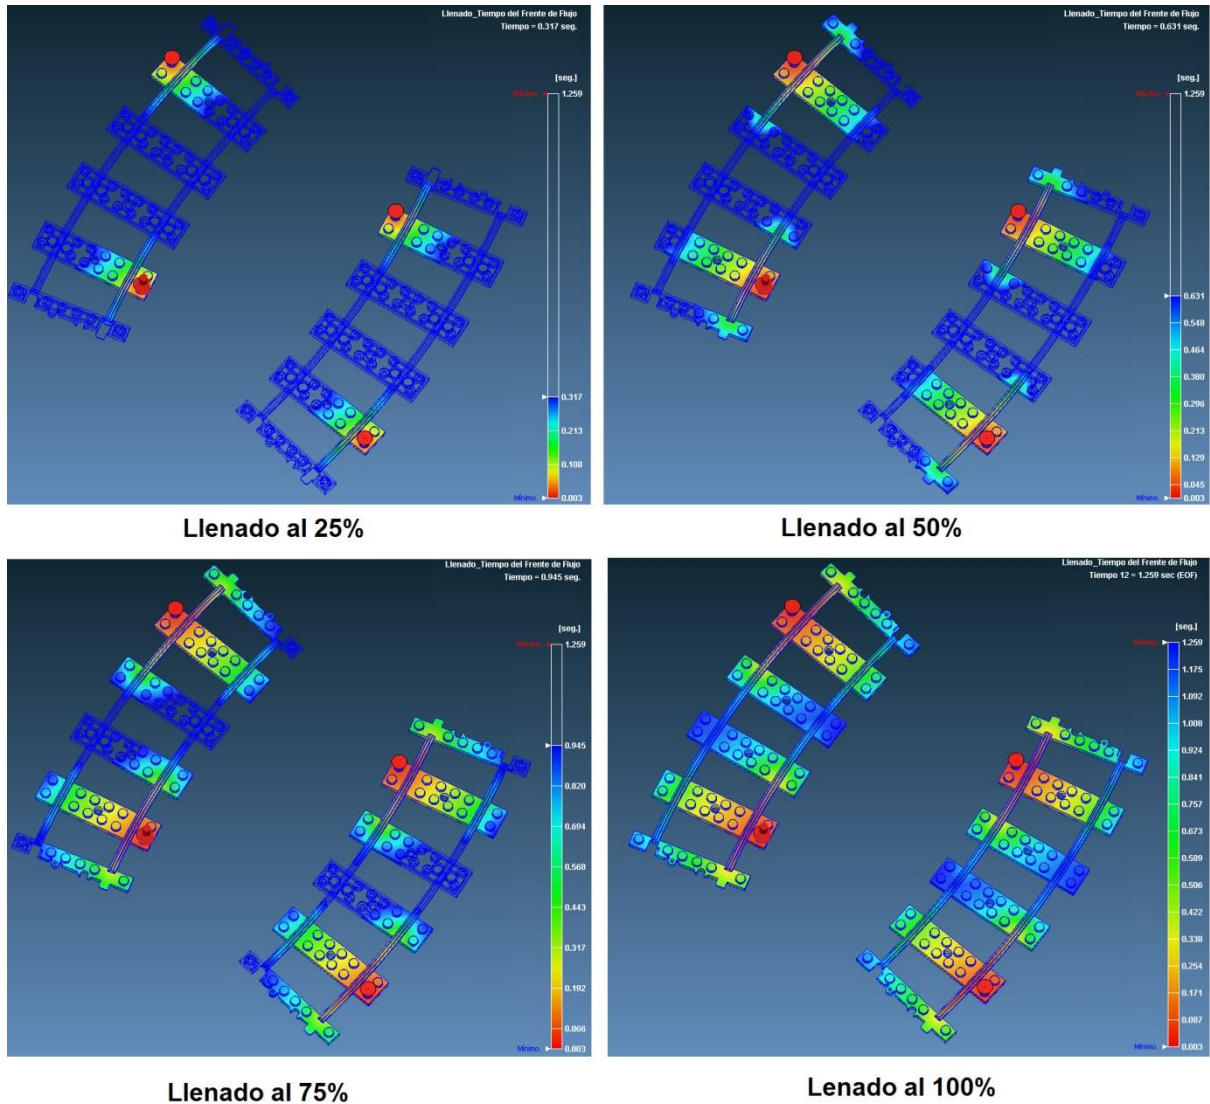 Llenado_Tiempo del Frente de Flujo
Tiempo = 0.317 seg.
[seg.]
Máximo
1.259
0.317
0.213
0.108
Mínimo
0.003
Llenado al 25%
Llenado_Tiempo del Frente de Flujo
Tiempo = 0.631 seg.
[seg.]
Máximo
1.259
0.631
0.548
0.464
0.380
0.296
0.213
0.129
0.045
Mínimo
0.003
Llenado al 50%
Llenado_Tiempo del Frente de Flujo
Tiempo = 0.945 seg.
[seg.]
Máximo
1.259
0.945
0.820
0.694
0.568
0.443
0.317
0.192
0.066
Mínimo
0.003
Llenado al 75%
Llenado_Tiempo del Frente de Flujo
Tiempo 12 = 1.259 sec (EOF)
[seg.]
Máximo
1.259
1.175
1.092
1.008
0.924
0.841
0.757
0.673
0.589
0.506
0.422
0.338
0.254
0.171
0.087
Mínimo
0.003
Lenado al 100%